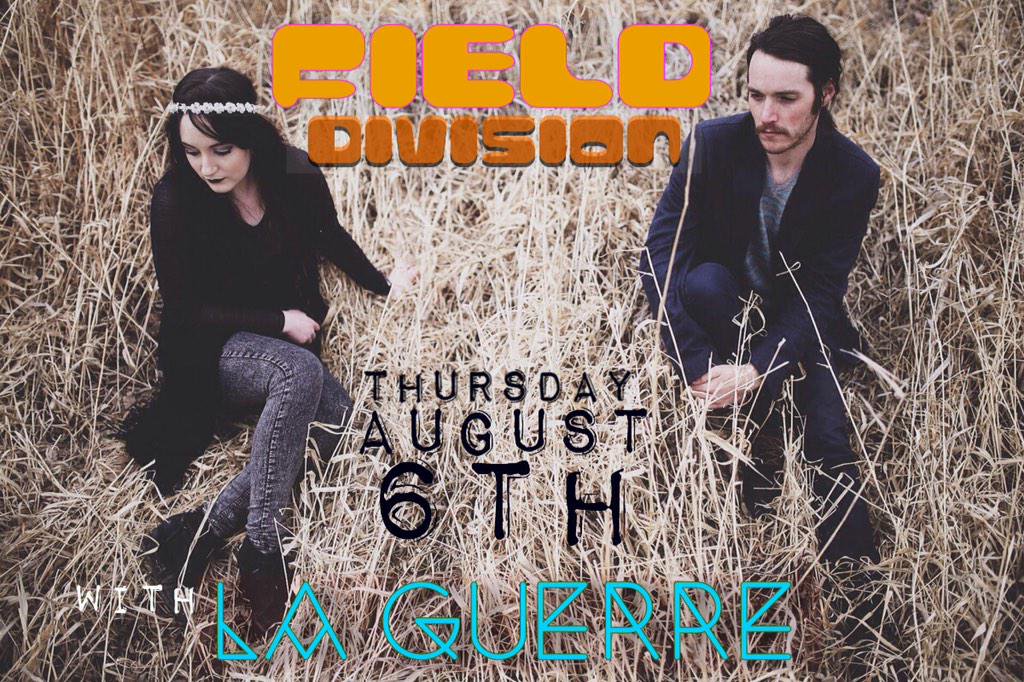 FIELD
DIVISION
THURSDAY
AUGUST
6TH
WITH LA GUERRE